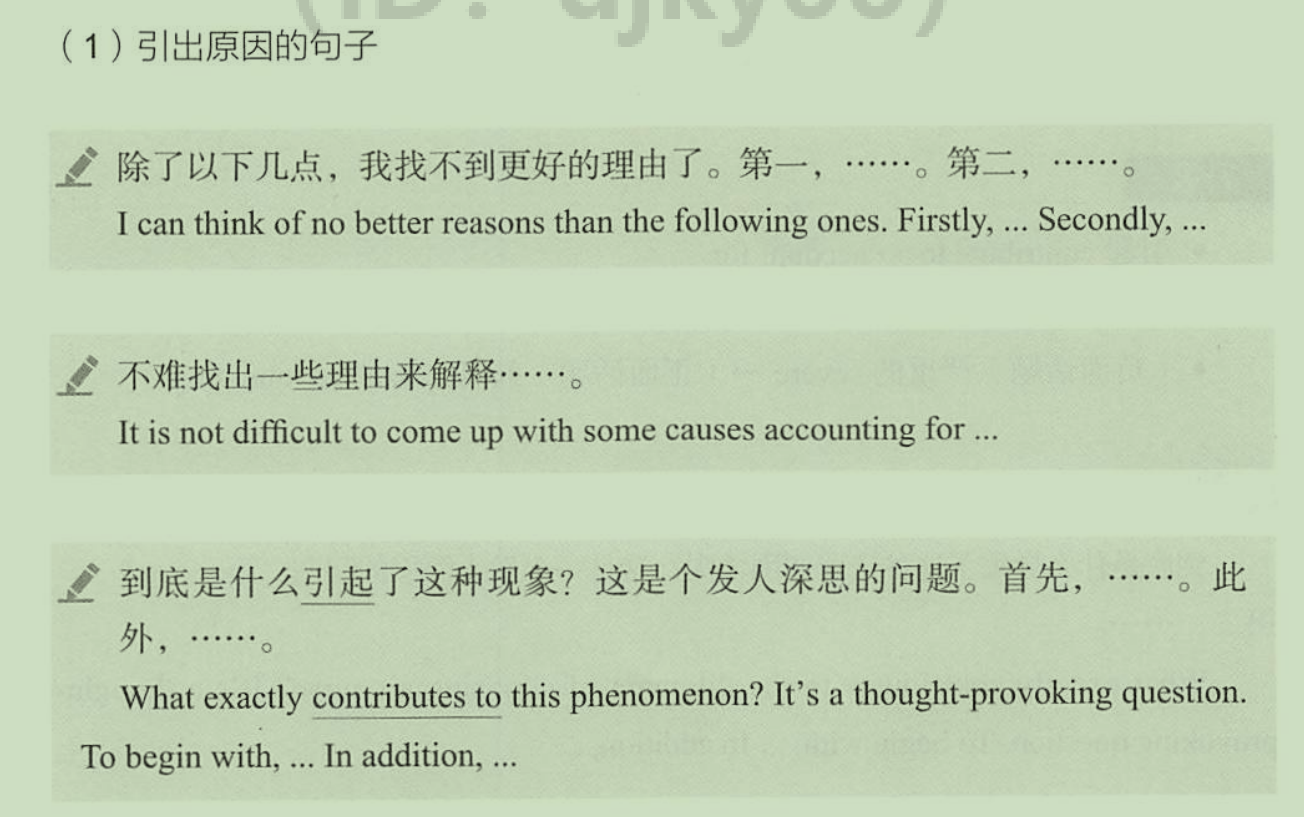 （1）引出原因的句子
除了以下几点，我找不到更好的理由了。第一，……。第二，……。
I can think of no better reasons than the following ones. Firstly, ... Secondly, ...
不难找出一些理由来解释……。
It is not difficult to come up with some causes accounting for ...
到底是什么引起了这种现象？这是个发人深思的问题。首先，……。此
外，……。
What exactly contributes to this phenomenon? It’s a thought-provoking question.
To begin with, ... In addition, ...